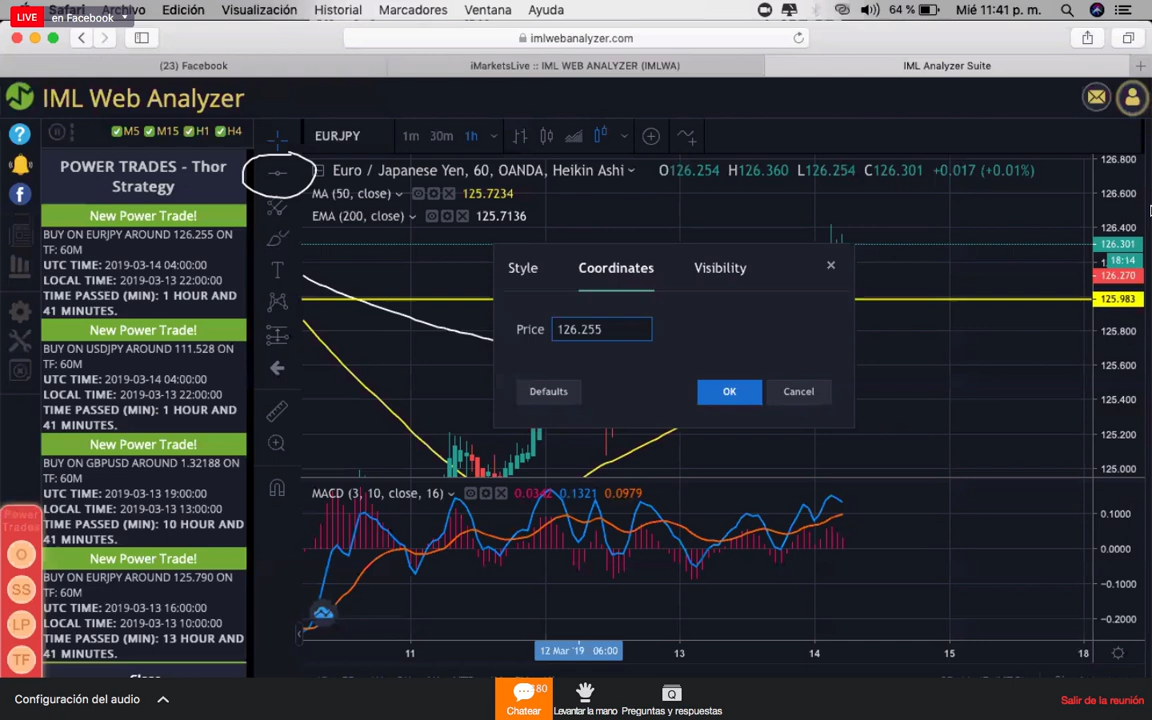 Safari Archivo Edición Visualización Historial Marcadores Ventana Ayuda 64 % Mié 11:41 p. m.
LIVE en Facebook
imlwebanalyzer.com
(23) Facebook iMarketsLive :: IML WEB ANALYZER (IMLWA) IML Analyzer Suite
IML Web Analyzer
M5 M15 H1 H4
EURJPY 1m 30m 1h
POWER TRADES - Thor
Strategy
Euro / Japanese Yen, 60, OANDA, Heikin Ashi O126.254 H126.360 L126.254 C126.301 +0.017 (+0.01%)
MA (50, close) 125.7234
EMA (200, close) 125.7136
New Power Trade!
BUY ON EURJPY AROUND 126.255 ON
TF: 60M
UTC TIME: 2019-03-14 04:00:00
LOCAL TIME: 2019-03-13 22:00:00
TIME PASSED (MIN): 1 HOUR AND
41 MINUTES.
New Power Trade!
BUY ON USDJPY AROUND 111.528 ON
TF: 60M
UTC TIME: 2019-03-14 04:00:00
LOCAL TIME: 2019-03-13 22:00:00
TIME PASSED (MIN): 1 HOUR AND
41 MINUTES.
New Power Trade!
BUY ON GBPUSD AROUND 1.32188 ON
TF: 60M
UTC TIME: 2019-03-13 19:00:00
LOCAL TIME: 2019-03-13 13:00:00
TIME PASSED (MIN): 10 HOUR AND
41 MINUTES.
New Power Trade!
BUY ON EURJPY AROUND 125.790 ON
TF: 60M
UTC TIME: 2019-03-13 16:00:00
LOCAL TIME: 2019-03-13 10:00:00
TIME PASSED (MIN): 13 HOUR AND
41 MINUTES.
Power
Trades
O
SS
LP
TF
Style Coordinates Visibility
Price 126.255
Defaults OK Cancel
126.800
126.600
126.400
126.301
18:14
126.270
125.983
125.800
125.600
125.400
125.200
125.000
MACD (3, 10, close, 16) 0.0342 0.1321 0.0979
0.1000
0.0000
-0.1000
-0.2000
11 12 Mar '19 06:00 13 14 15 18
Configuración del audio
Chatear
Levantar la mano
Preguntas y respuestas
Salir de la reunión